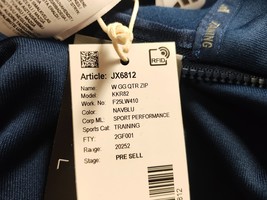 RFID
Article: JX6812
Name: W GG QTR ZIP
Model: KKR82
Work No. F25LW410
Color NAVBLU
Corp ML. SPORT PERFORMANCE
Sports Cat TRAINING
FTY: 2GF001
Range: 20252
Stage: PRE SELL
6812